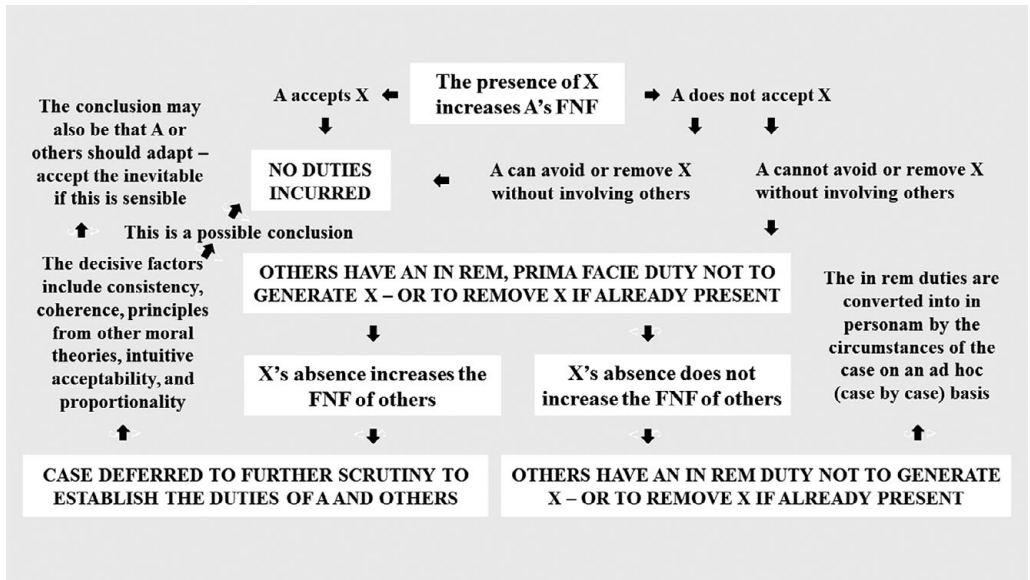 The presence of X
increases A's FNF
A accepts X
A does not accept X
The conclusion may
also be that A or
others should adapt –
accept the inevitable
if this is sensible
NO DUTIES
INCURRED
A can avoid or remove X
without involving others
A cannot avoid or remove X
without involving others
This is a possible conclusion
OTHERS HAVE AN IN REM, PRIMA FACIE DUTY NOT TO
GENERATE X – OR TO REMOVE X IF ALREADY PRESENT
The decisive factors
include consistency,
coherence, principles
from other moral
theories, intuitive
acceptability, and
proportionality
The in rem duties are
converted into in
personam by the
circumstances of the
case on an ad hoc
(case by case) basis
X's absence increases the
FNF of others
X's absence does not
increase the FNF of others
CASE DEFERRED TO FURTHER SCRUTINY TO
ESTABLISH THE DUTIES OF A AND OTHERS
OTHERS HAVE AN IN REM DUTY NOT TO GENERATE
X – OR TO REMOVE X IF ALREADY PRESENT